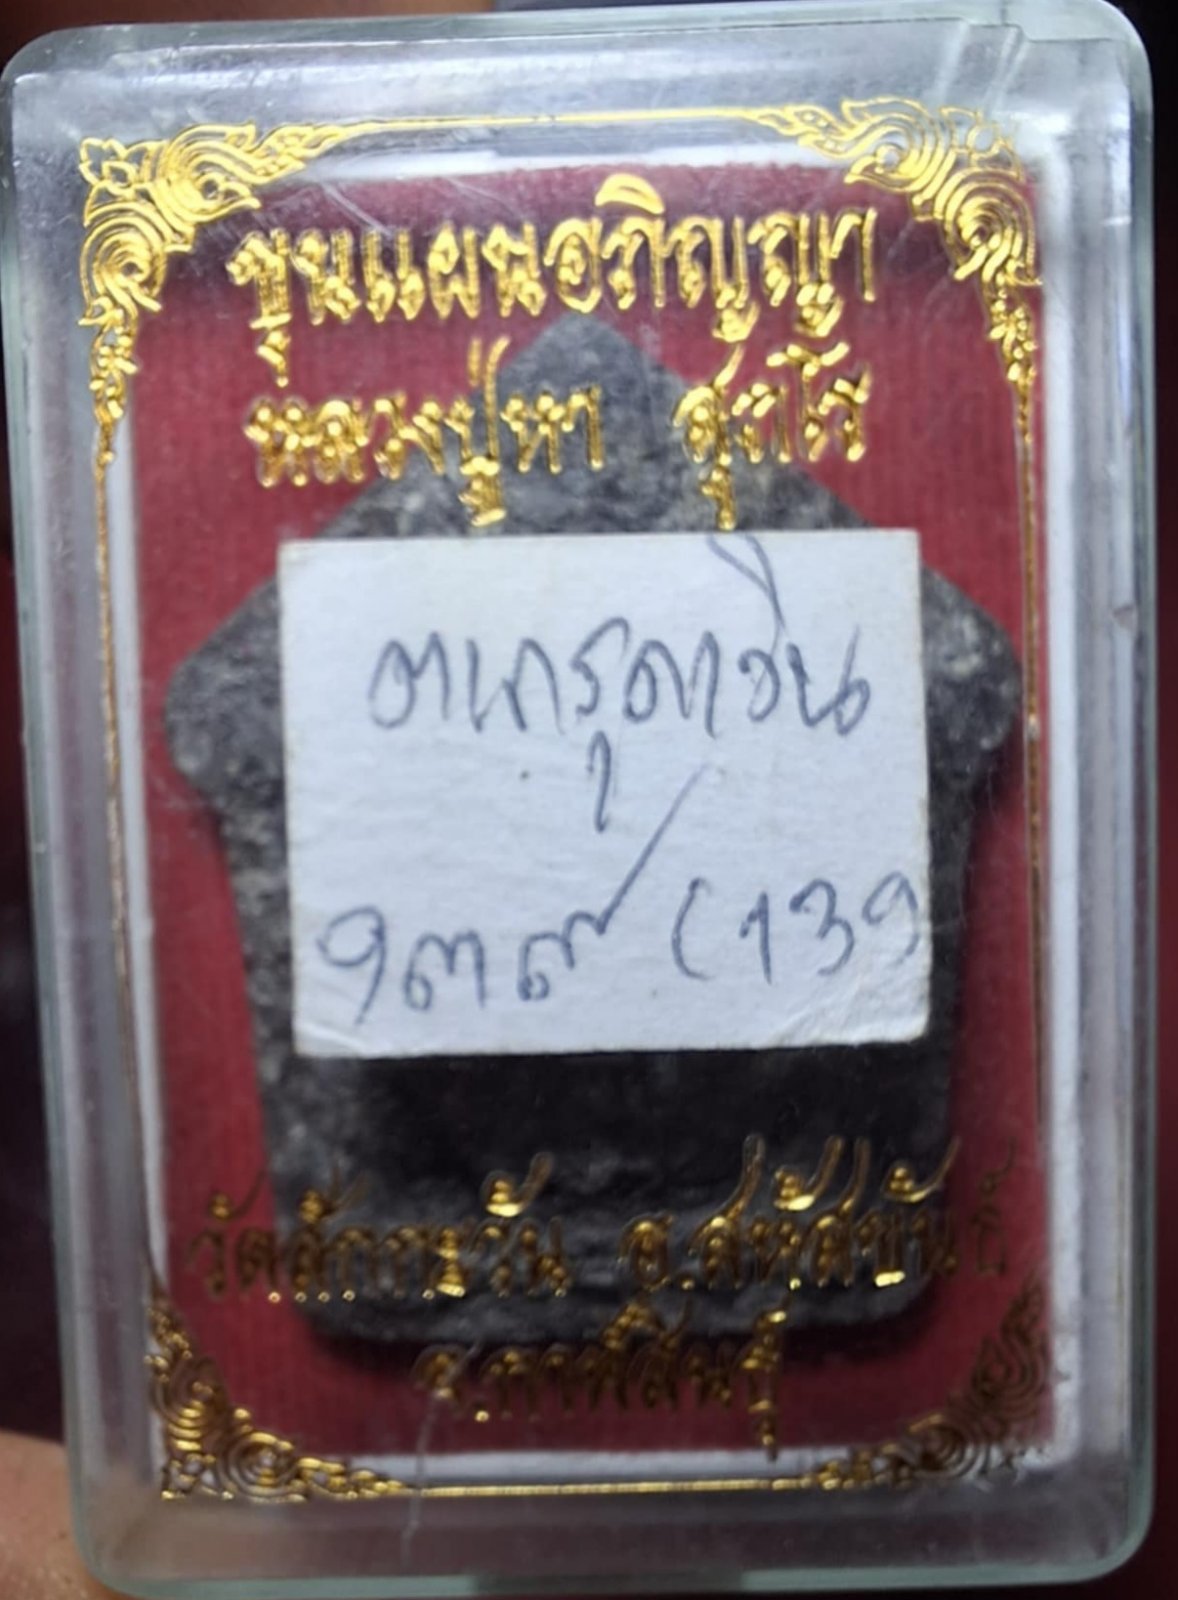 ขุนแผนอภิญญา
หลวงปู่หา สุภโร
ตะกรุดเงิน
๑๓๙ (139
วัดสักกะวัน อ.สหัสขันธ์
จ.กาฬสินธุ์